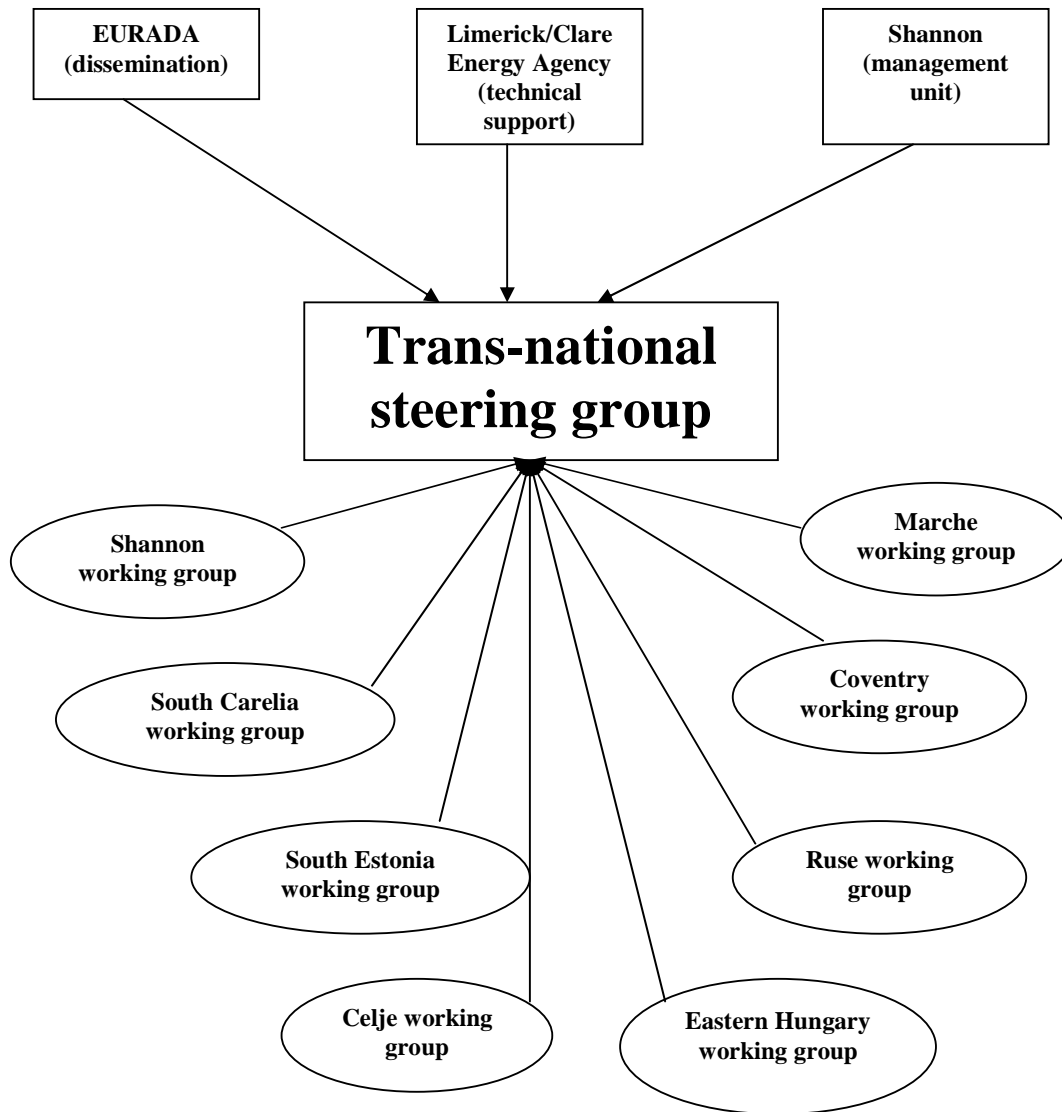 EURADA
(dissemination)
Limerick/Clare
Energy Agency
(technical
support)
Shannon
(management
unit)
Trans-national
steering group
Shannon
working group
Marche
working group
South Carelia
working group
Coventry
working group
South Estonia
working group
Ruse working
group
Celje working
group
Eastern Hungary
working group